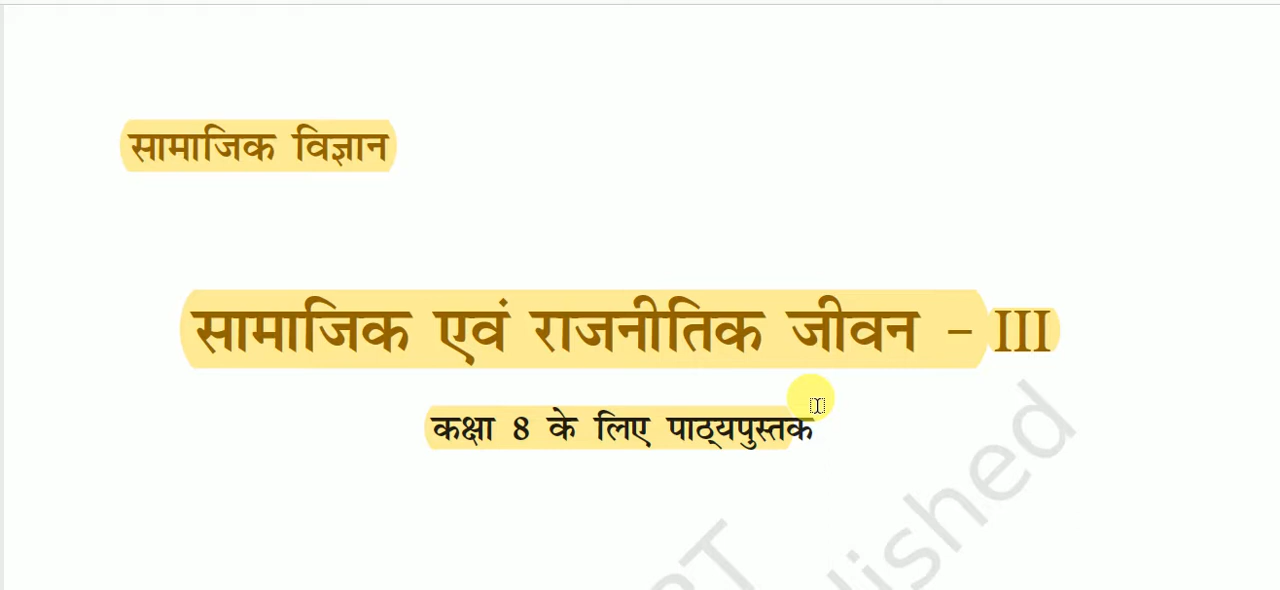 सामाजिक विज्ञान
सामाजिक एवं राजनीतिक जीवन – III
कक्षा 8 के लिए पाठ्यपुस्तक